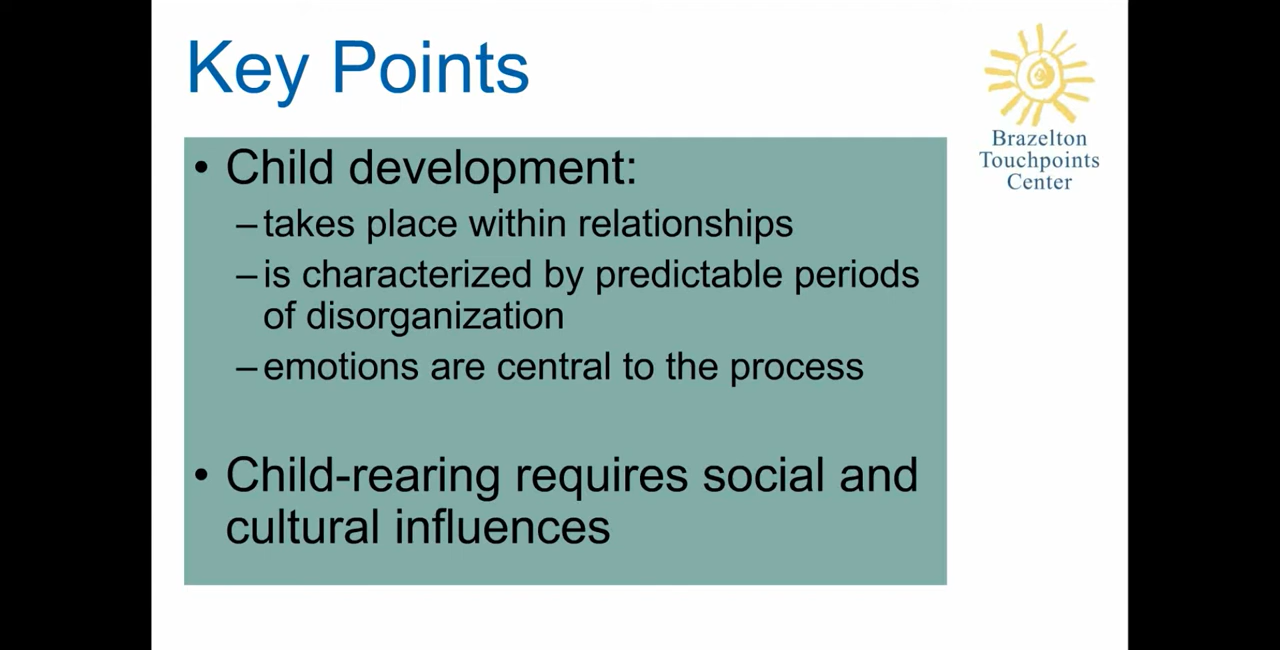 Key Points
Brazelton
Touchpoints
Center
• Child development:
–takes place within relationships
–is characterized by predictable periods
of disorganization
–emotions are central to the process
• Child-rearing requires social and
cultural influences